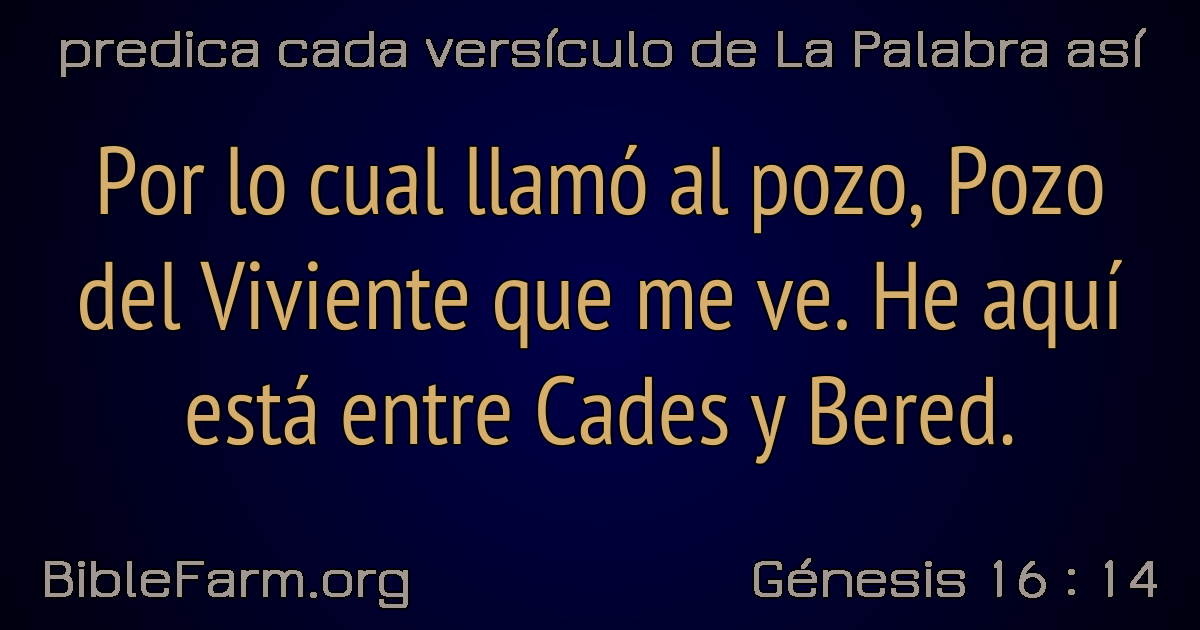 predica cada versículo de La Palabra así
Por lo cual llamó al pozo, Pozo
del Viviente que me ve. He aquí
está entre Cades y Bered.
BibleFarm.org
Génesis 16 : 14